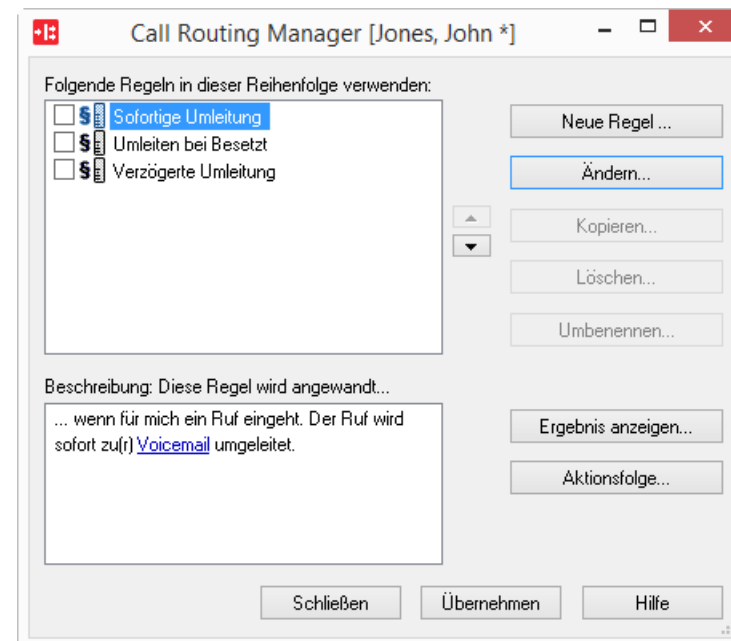 Call Routing Manager [Jones, John *]
Folgende Regeln in dieser Reihenfolge verwenden:
§ Sofortige Umleitung
§ Umleiten bei Besetzt
§ Verzögerte Umleitung
Neue Regel ...
Ändern...
Kopieren...
Löschen...
Umbenennen...
Beschreibung: Diese Regel wird angewandt...
... wenn für mich ein Ruf eingeht. Der Ruf wird
sofort zu(r) Voicemail umgeleitet.
Ergebnis anzeigen...
Aktionsfolge...
Schließen
Übernehmen
Hilfe